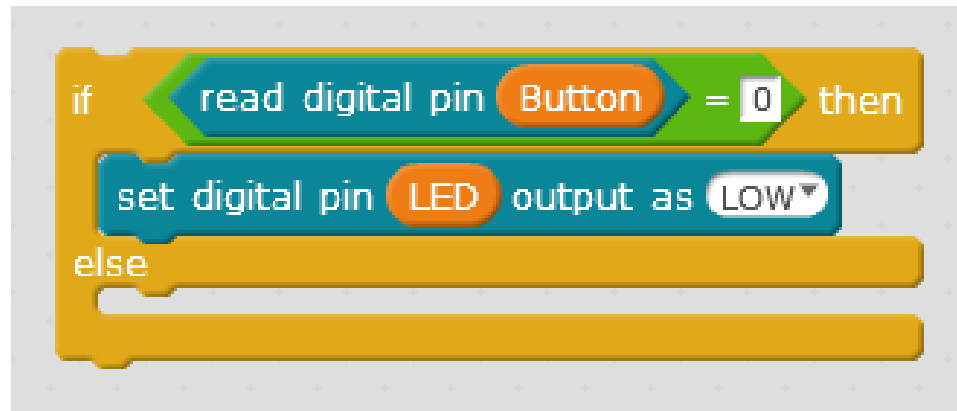 if read digital pin Button = 0 then
set digital pin LED output as LOW
else